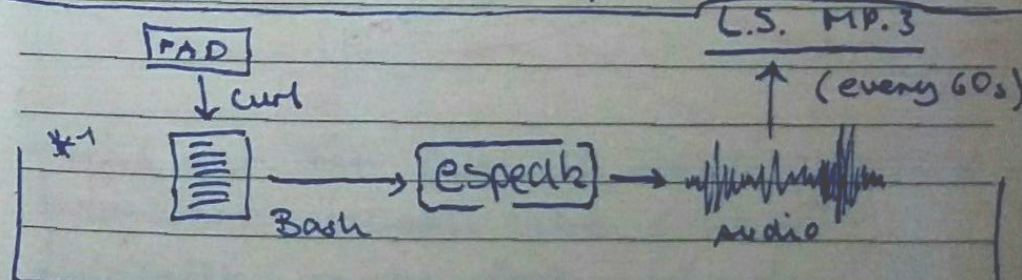 L.S. MP.3
PAD
curl
(every 60s)
*1
espeak
Bash
audio